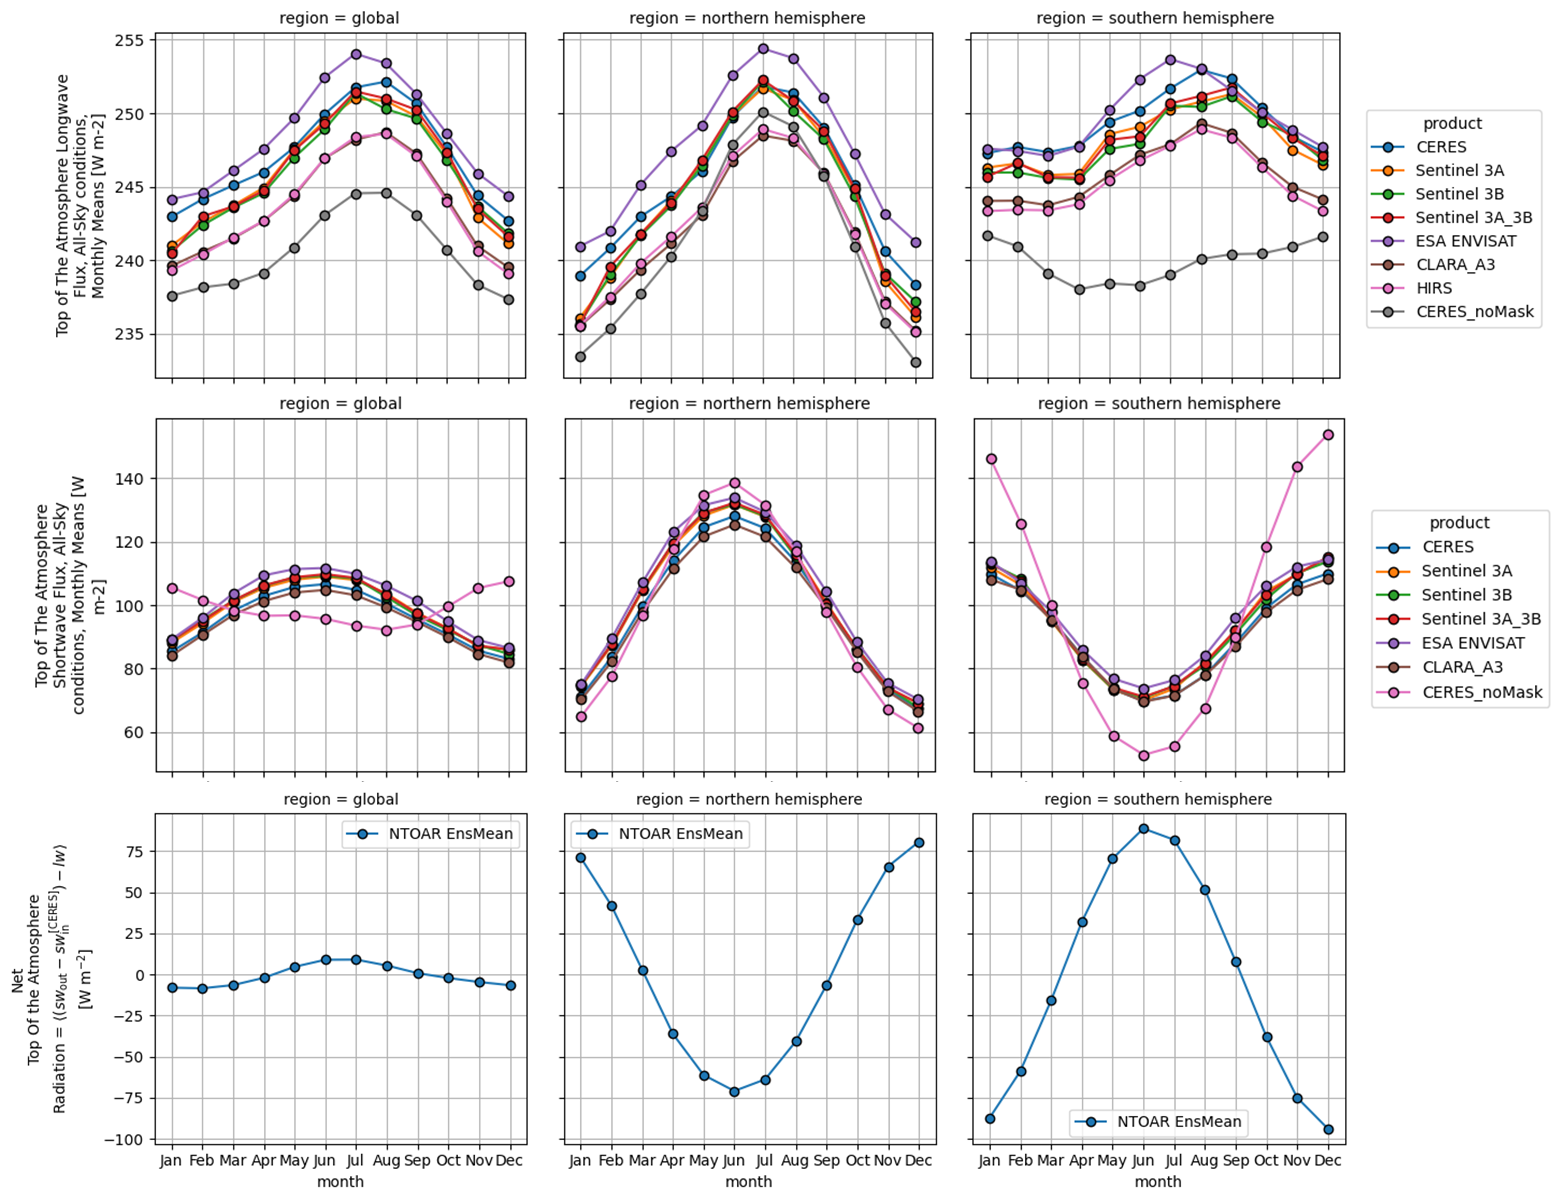 region = global
region = northern hemisphere
region = southern hemisphere
Top of The Atmosphere Longwave
Flux, All-Sky conditions,
Monthly Means [W m-2]
255
250
245
240
235
product
CERES
Sentinel 3A
Sentinel 3B
Sentinel 3A_3B
ESA ENVISAT
CLARA_A3
HIRS
CERES_noMask
region = global
region = northern hemisphere
region = southern hemisphere
Top of The Atmosphere
Shortwave Flux, All-Sky
conditions, Monthly Means [W
m-2]
140
120
100
80
60
product
CERES
Sentinel 3A
Sentinel 3B
Sentinel 3A_3B
ESA ENVISAT
CLARA_A3
CERES_noMask
region = global
region = northern hemisphere
region = southern hemisphere
Net
Top Of the Atmosphere
Radiation = ⟨(sw_out − sw_in^[CERES]) − lw⟩
[W m⁻²]
75
50
25
0
−25
−50
−75
−100
NTOAR EnsMean
NTOAR EnsMean
NTOAR EnsMean
Jan Feb Mar Apr May Jun Jul Aug Sep Oct Nov Dec
month
Jan Feb Mar Apr May Jun Jul Aug Sep Oct Nov Dec
month
Jan Feb Mar Apr May Jun Jul Aug Sep Oct Nov Dec
month